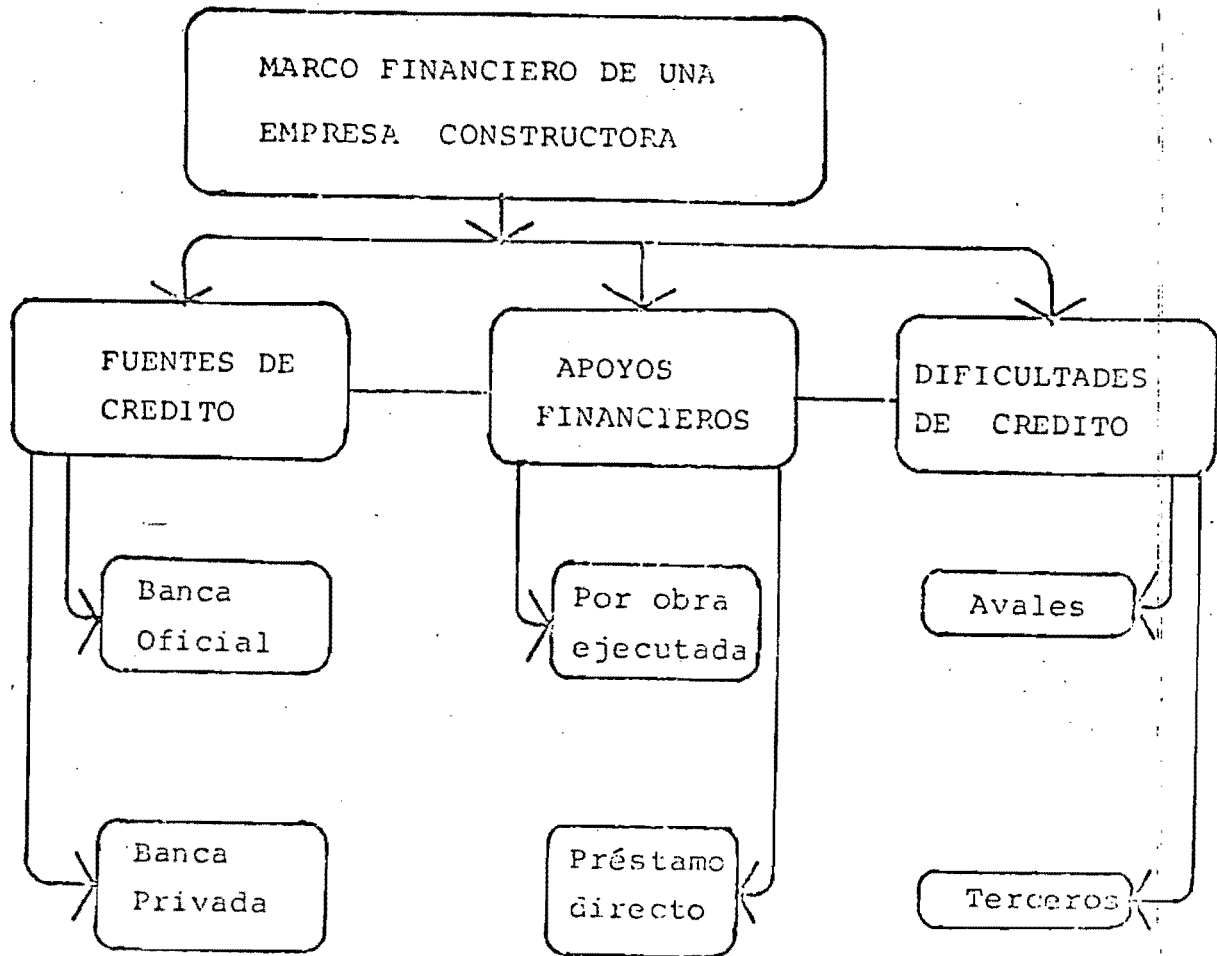 MARCO FINANCIERO DE UNA
EMPRESA CONSTRUCTORA
FUENTES DE
CREDITO
APOYOS
FINANCIEROS
DIFICULTADES
DE CREDITO
Banca
Oficial
Por obra
ejecutada
Avales
Banca
Privada
Préstamo
directo
Terceros